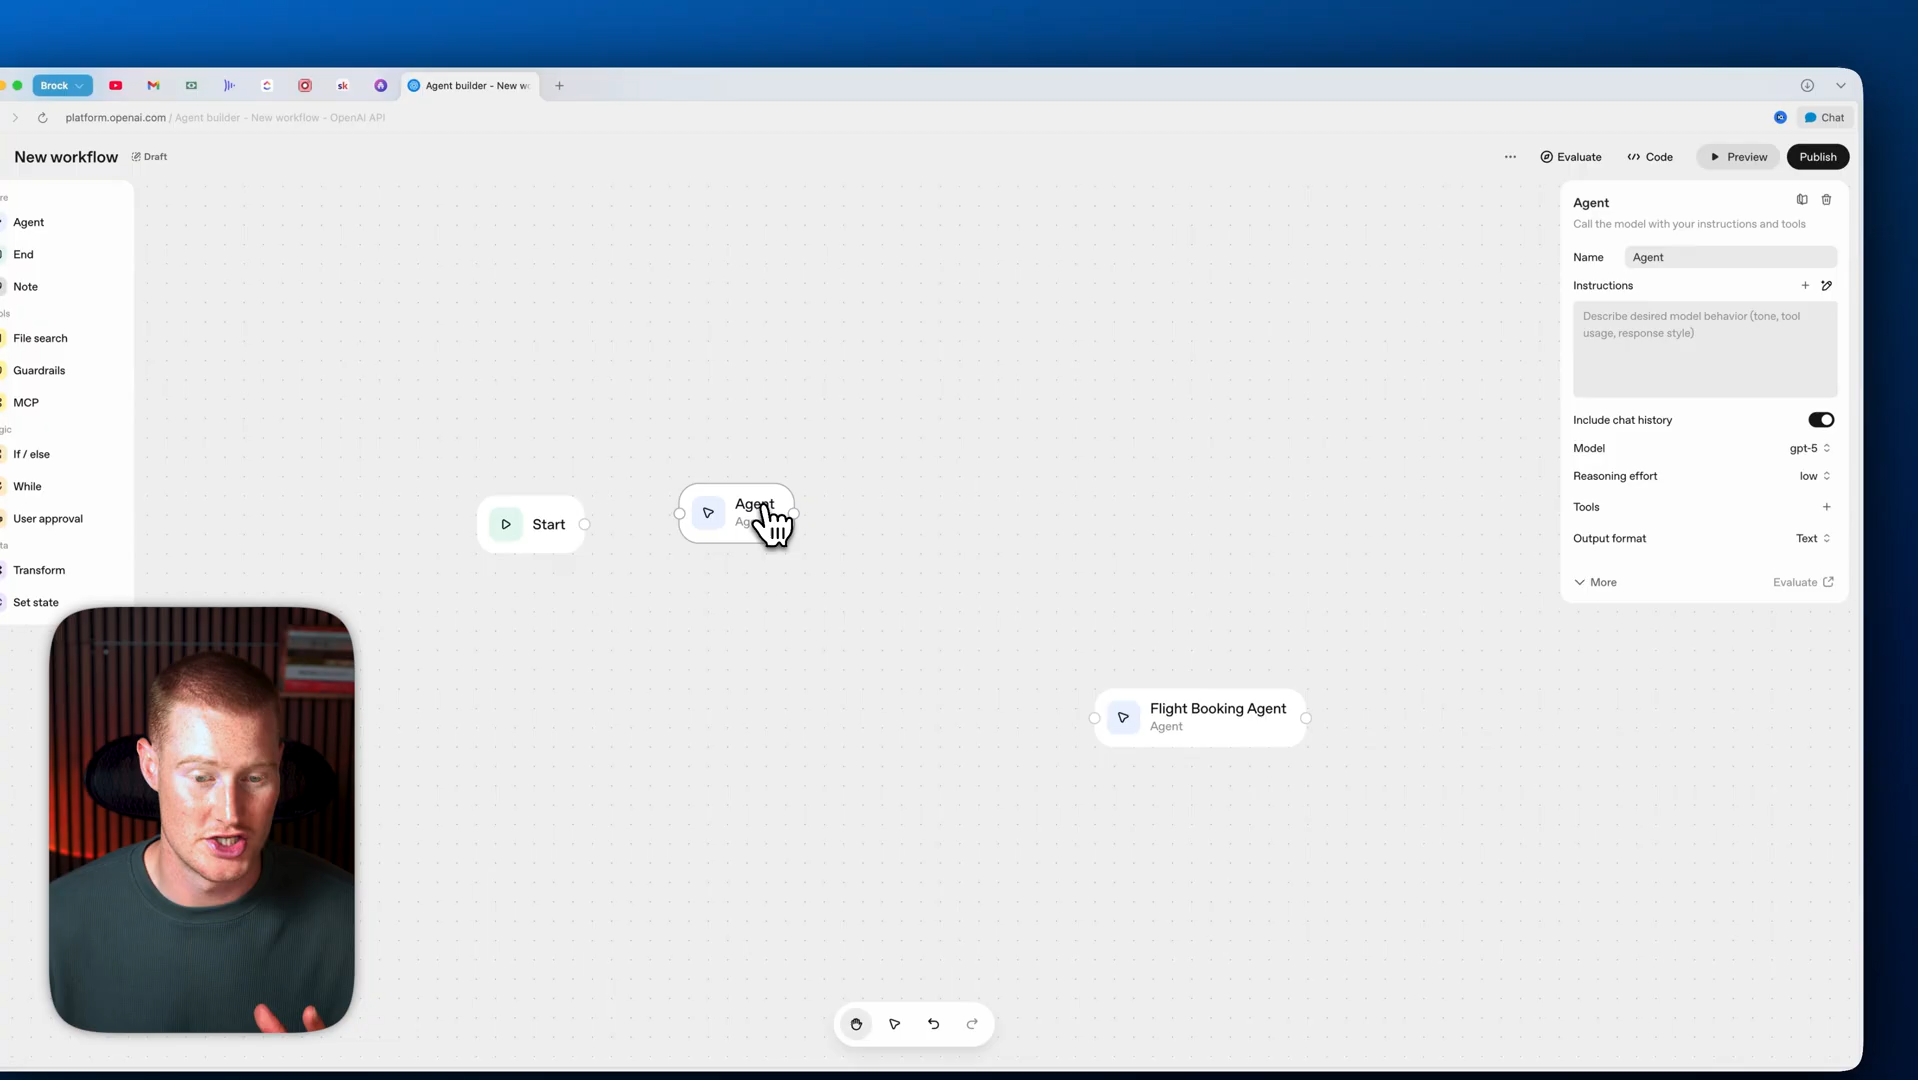 Brock
sk
Agent builder - New wo
platform.openai.com / Agent builder - New workflow - OpenAI API
Chat
New workflow
Draft
Evaluate
Code
Preview
Publish
Agent
End
Note
File search
Guardrails
MCP
If / else
While
User approval
Transform
Set state
Start
Agent
Flight Booking Agent
Agent
Agent
Call the model with your instructions and tools
Name
Agent
Instructions
Describe desired model behavior (tone, tool
usage, response style)
Include chat history
Model
gpt-5
Reasoning effort
low
Tools
Output format
Text
More
Evaluate